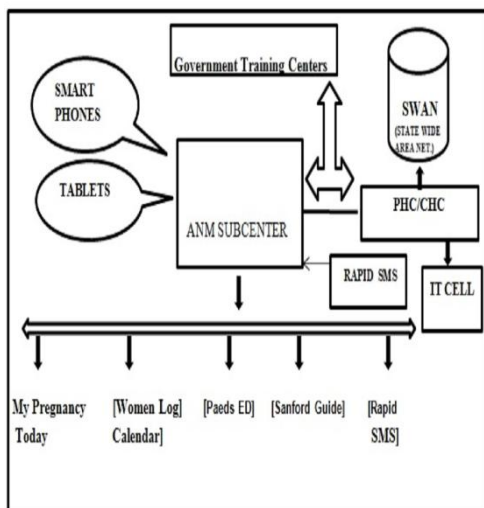 Government Training Centers
SMART
PHONES
SWAN
(STATE WIDE
AREA NET.)
TABLETS
PHC/CHC
ANM SUBCENTER
RAPID SMS
IT CELL
My Pregnancy
Today
[Women Log]
Calendar]
[Paeds ED]
[Sanford Guide]
[Rapid
SMS]